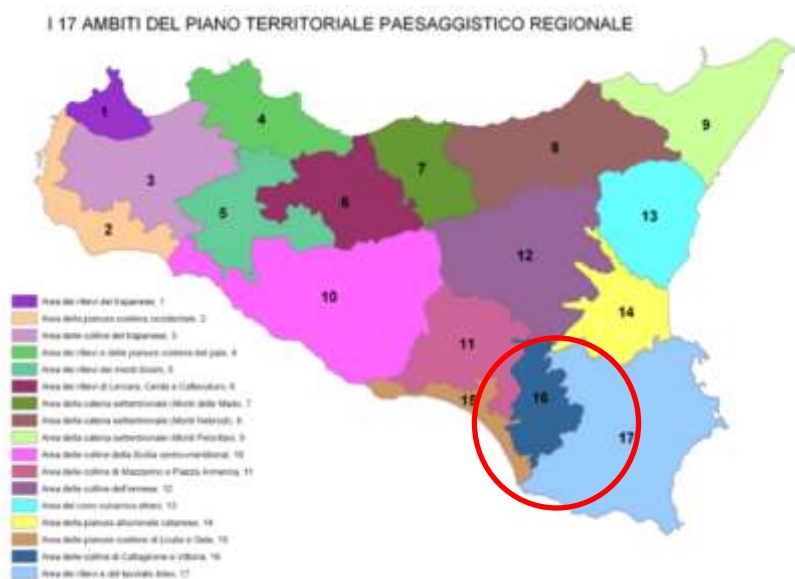 I 17 AMBITI DEL PIANO TERRITORIALE PAESAGGISTICO REGIONALE
1
4
9
8
7
3
6
5
13
2
12
10
14
11
15
16
17
Area dei rilievi del trapanese, 1
Area della pianura costiera occidentale, 2
Area delle colline del trapanese, 3
Area dei rilievi e delle pianure costiere del pale, 4
Area dei rilievi dei monti Sicani, 5
Area dei rilievi di Lercara, Cerda e Caltavuturo, 6
Area della catena settentrionale (Monti delle Mado, 7
Area della catena settentrionale (Monti Nebrodi), 8
Area della catena settentrionale (Monti Peloritani), 9
Area delle colline della Sicilia centro-meridional, 10
Area delle colline di Mazzarino e Piazza Armerina, 11
Area delle colline dell'ennese, 12
Area del cono vulcanico etneo, 13
Area della pianura alluvionale catanese, 14
Area delle pianure costiere di Licata e Gela, 15
Area delle colline di Caltagirone e Vittoria, 16
Area dei rilievi e del tavolato ibleo, 17